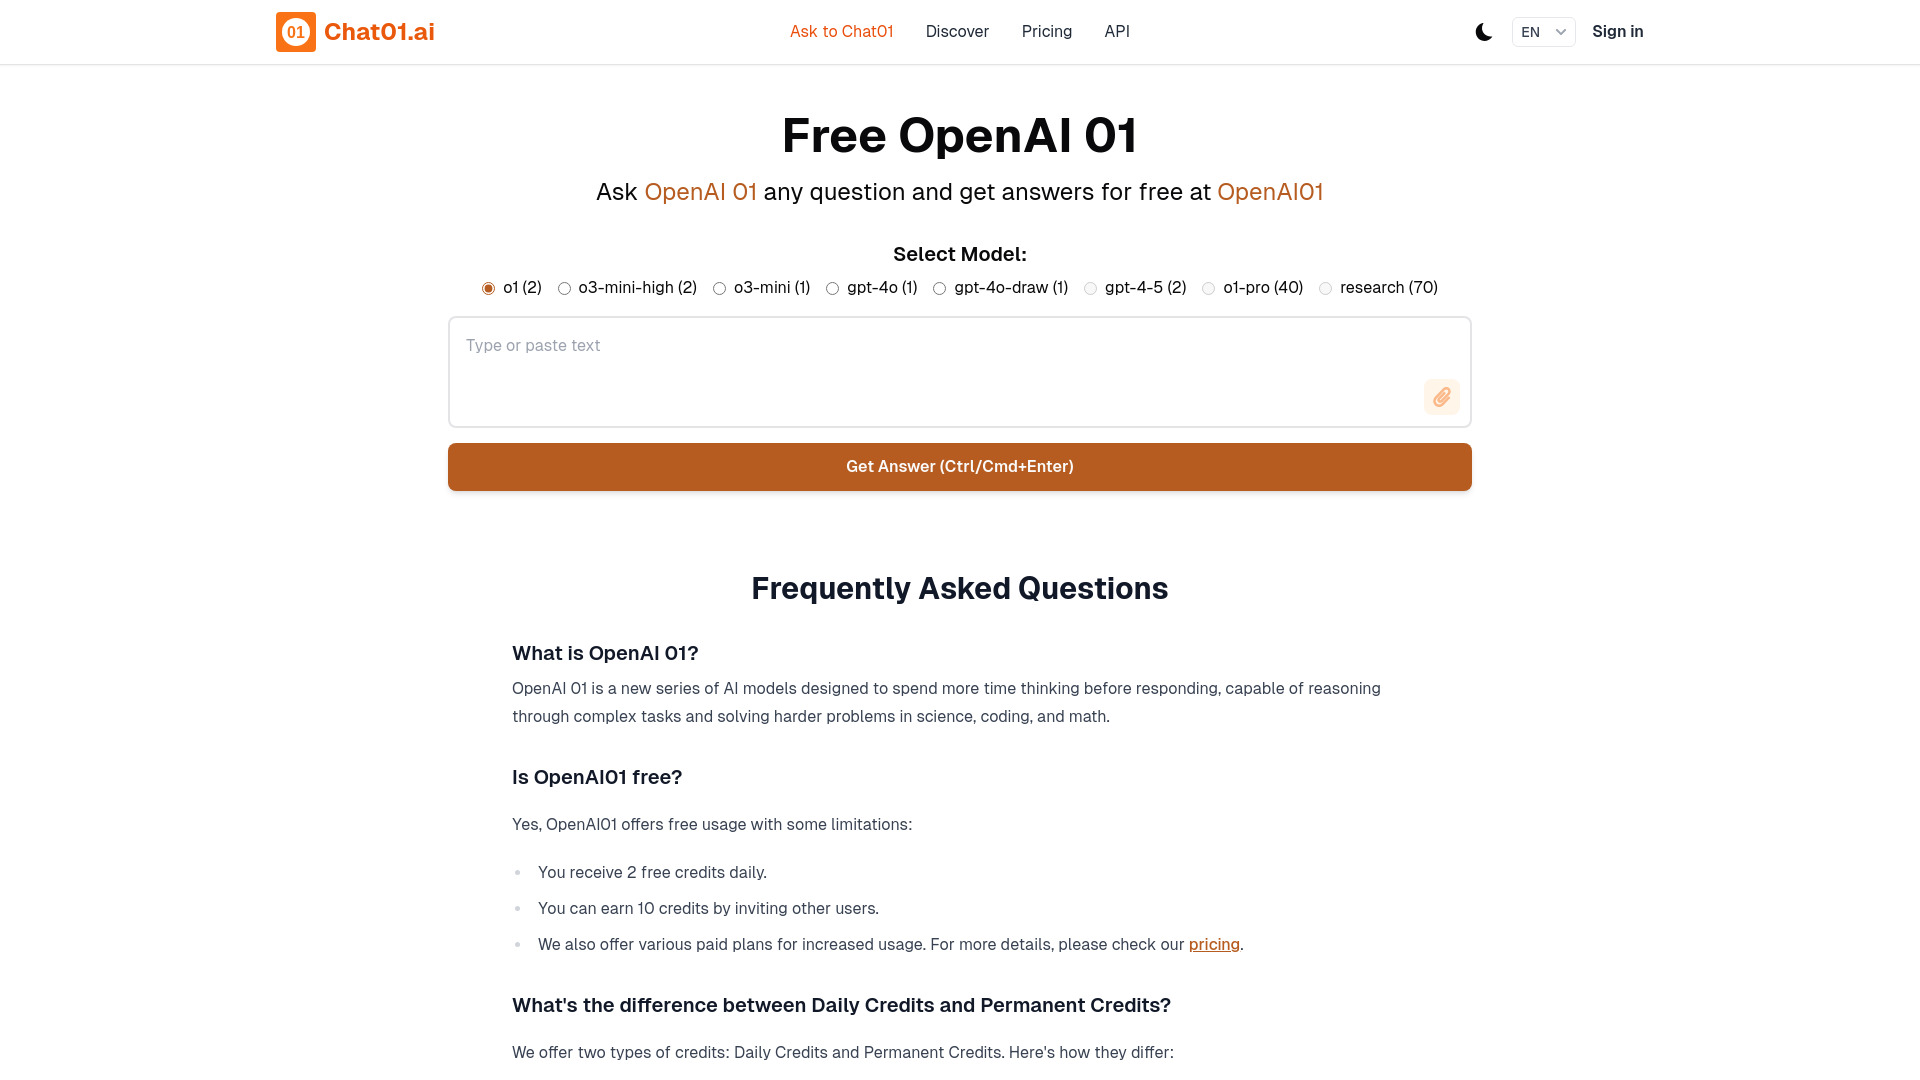 01 Chat01.ai
Ask to Chat01 Discover Pricing API
EN Sign in
Free OpenAI 01
Ask OpenAI 01 any question and get answers for free at OpenAI01
Select Model:
o1 (2) o3-mini-high (2) o3-mini (1) gpt-4o (1) gpt-4o-draw (1) gpt-4-5 (2) o1-pro (40) research (70)
Type or paste text
Get Answer (Ctrl/Cmd+Enter)
Frequently Asked Questions
What is OpenAI 01?
OpenAI 01 is a new series of AI models designed to spend more time thinking before responding, capable of reasoning
through complex tasks and solving harder problems in science, coding, and math.
Is OpenAI01 free?
Yes, OpenAI01 offers free usage with some limitations:
You receive 2 free credits daily.
You can earn 10 credits by inviting other users.
We also offer various paid plans for increased usage. For more details, please check our pricing.
What's the difference between Daily Credits and Permanent Credits?
We offer two types of credits: Daily Credits and Permanent Credits. Here's how they differ: